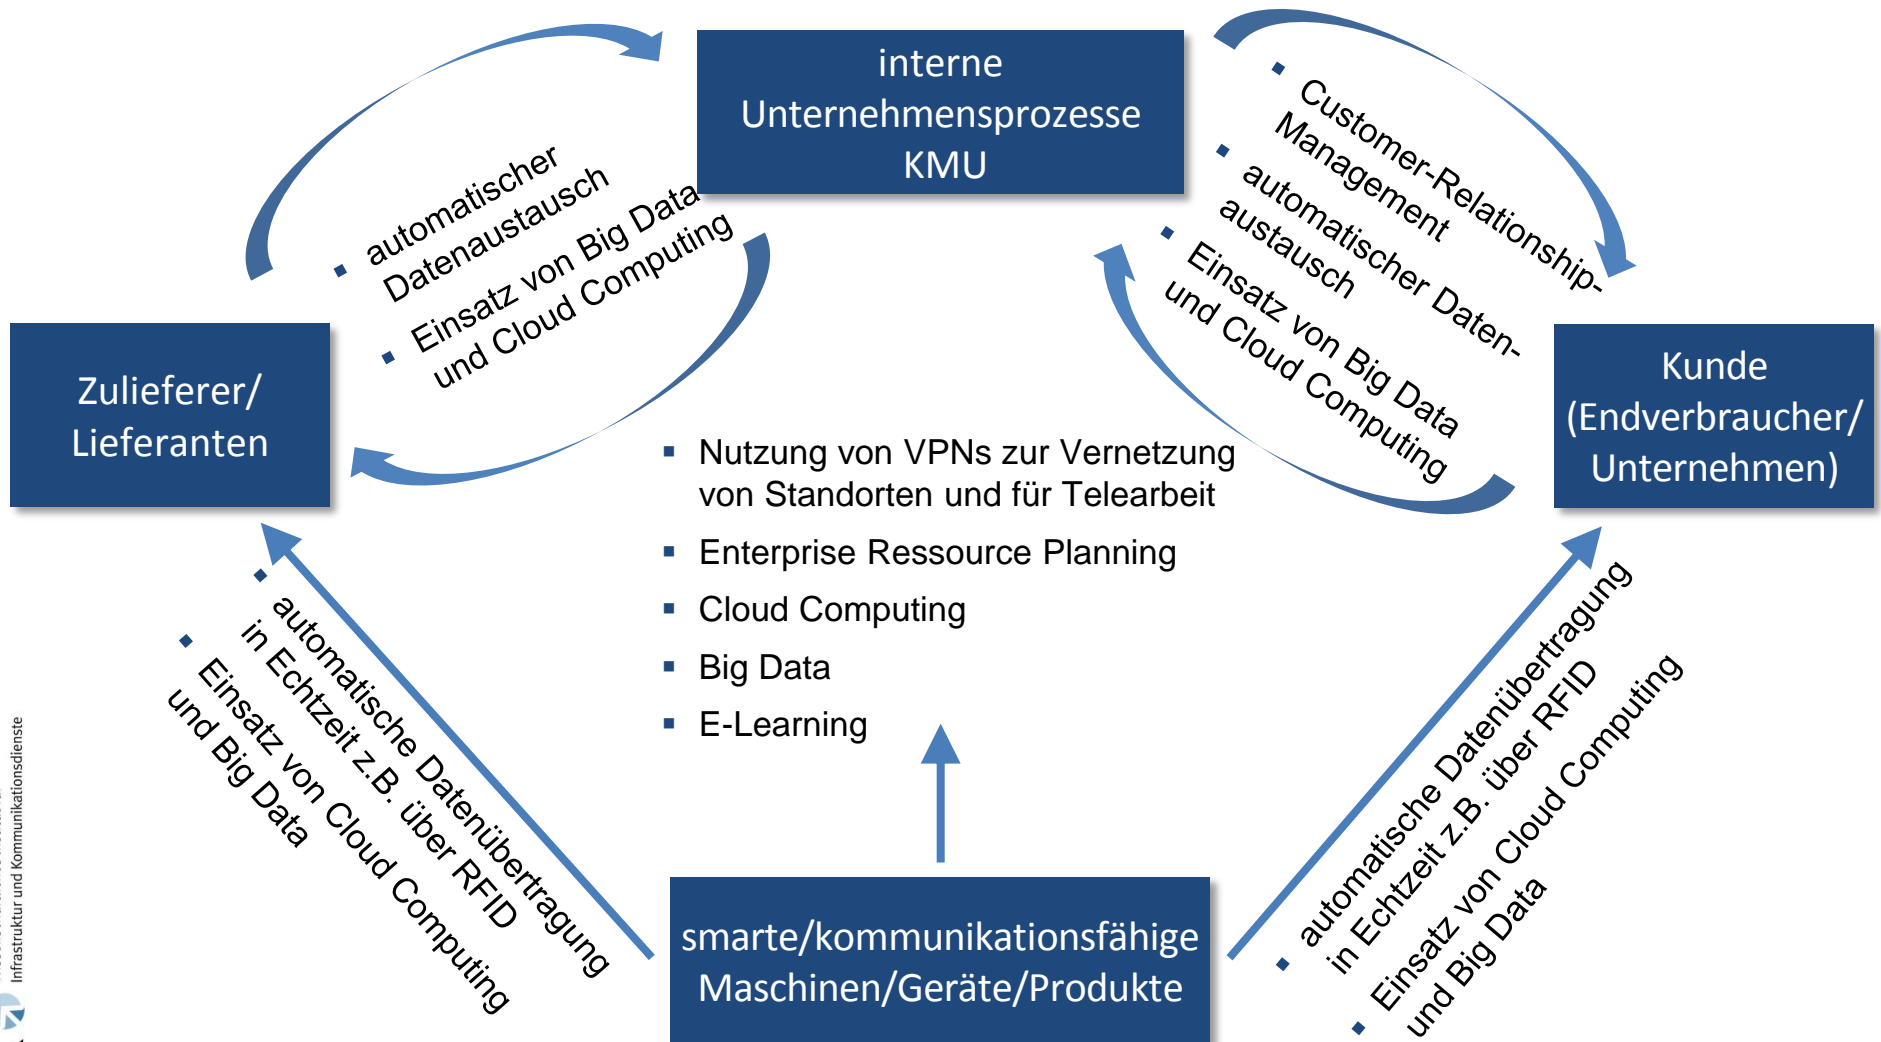 interne
Unternehmensprozesse
KMU
automatischer
Datenaustausch
Einsatz von Big Data
und Cloud Computing
Customer-Relationship-
Management
automatischer Daten-
austausch
Einsatz von Big Data
und Cloud Computing
Zulieferer/
Lieferanten
Kunde
(Endverbraucher/
Unternehmen)
Nutzung von VPNs zur Vernetzung
von Standorten und für Telearbeit
Enterprise Ressource Planning
Cloud Computing
Big Data
E-Learning
automatische Datenübertragung
in Echtzeit z.B. über RFID
Einsatz von Cloud Computing
und Big Data
automatische Datenübertragung
in Echtzeit z.B. über RFID
Einsatz von Cloud Computing
und Big Data
smarte/kommunikationsfähige
Maschinen/Geräte/Produkte
Infrastruktur und Kommunikationsdienste